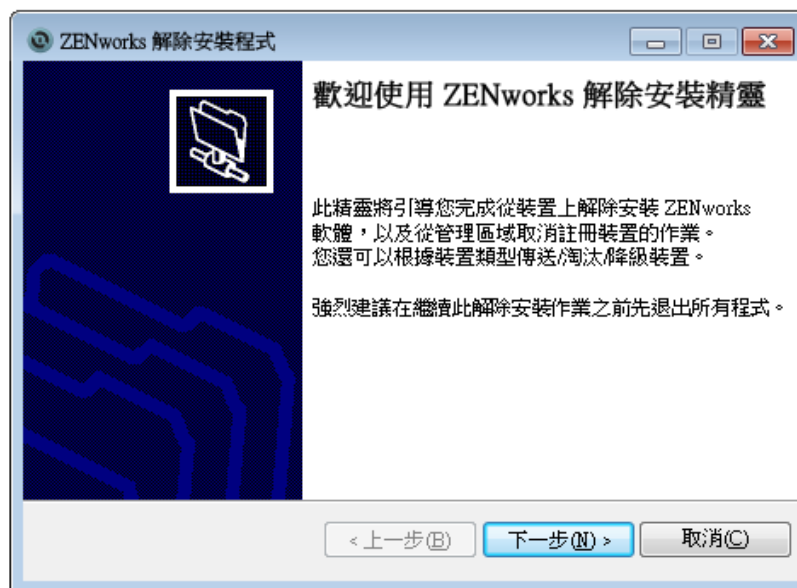 ZENworks 解除安裝程式
歡迎使用 ZENworks 解除安裝精靈
此精靈將引導您完成從裝置上解除安裝 ZENworks
軟體，以及從管理區域取消註冊裝置的作業。
您還可以根據裝置類型傳送/淘汰/降級裝置。
強烈建議在繼續此解除安裝作業之前先退出所有程式。
<上一步(B)
下一步(N)>
取消(C)